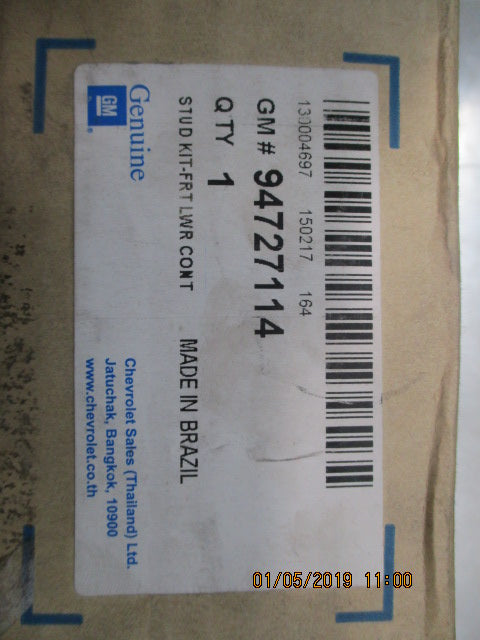 130004697 150217 164
GM # 94727114
QTY 1
STUD KIT-FRT LWR CONT MADE IN BRAZIL
Genuine
GM
Chevrolet Sales (Thailand) Ltd.
Jatuchak, Bangkok, 10900
www.chevrolet.co.th
01/05/2019 11:00